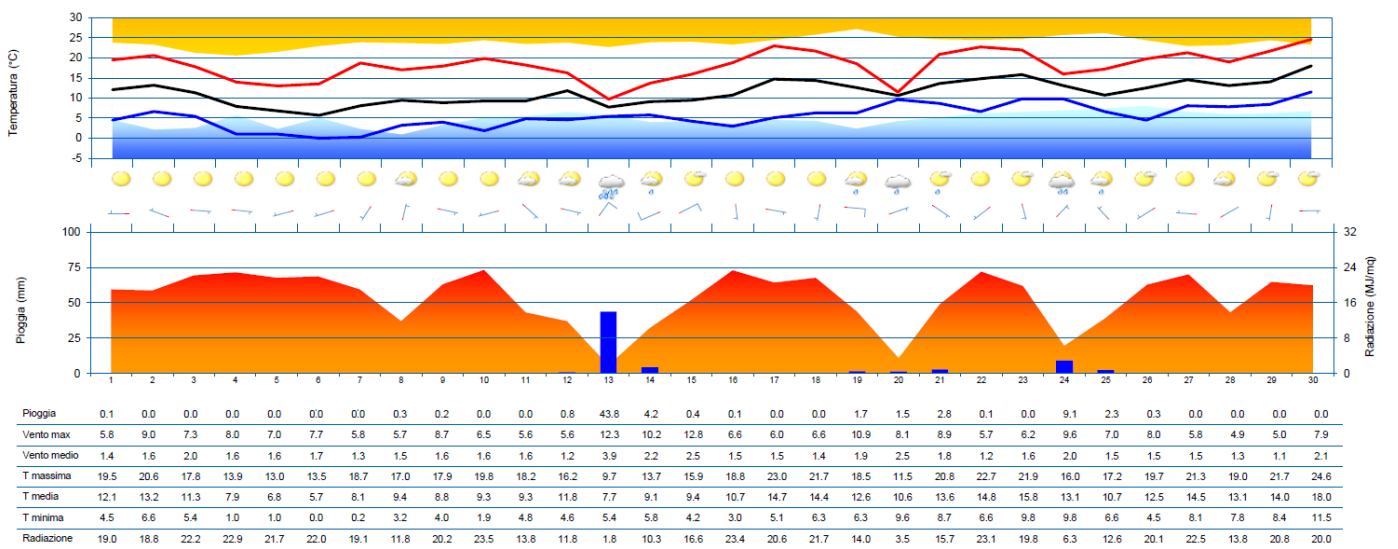 Temperatura (°C)
30
25
20
15
10
5
0
-5
Pioggia (mm)
100
75
50
25
0
Radiazione (MJ/mq)
32
24
16
8
0
1 2 3 4 5 6 7 8 9 10 11 12 13 14 15 16 17 18 19 20 21 22 23 24 25 26 27 28 29 30
Pioggia 0.1 0.0 0.0 0.0 0.0 0.0 0.0 0.3 0.2 0.0 0.0 0.8 43.8 4.2 0.4 0.1 0.0 0.0 1.7 1.5 2.8 0.1 0.0 9.1 2.3 0.3 0.0 0.0 0.0 0.0
Vento max 5.8 9.0 7.3 8.0 7.0 7.7 5.8 5.7 8.7 6.5 5.6 5.6 12.3 10.2 12.8 6.6 6.0 6.6 10.9 8.1 8.9 5.7 6.2 9.6 7.0 8.0 5.8 4.9 5.0 7.9
Vento medio 1.4 1.6 2.0 1.6 1.6 1.7 1.3 1.5 1.6 1.6 1.6 1.2 3.9 2.2 2.5 1.5 1.5 1.4 1.9 2.5 1.8 1.2 1.6 2.0 1.5 1.5 1.5 1.3 1.1 2.1
T massima 19.5 20.6 17.8 13.9 13.0 13.5 18.7 17.0 17.9 19.8 18.2 16.2 9.7 13.7 15.9 18.8 23.0 21.7 18.5 11.5 20.8 22.7 21.9 16.0 17.2 19.7 21.3 19.0 21.7 24.6
T media 12.1 13.2 11.3 7.9 6.8 5.7 8.1 9.4 8.8 9.3 9.3 11.8 7.7 9.1 9.4 10.7 14.7 14.4 12.6 10.6 13.6 14.8 15.8 13.1 10.7 12.5 14.5 13.1 14.0 18.0
T minima 4.5 6.6 5.4 1.0 1.0 0.0 0.2 3.2 4.0 1.9 4.8 4.6 5.4 5.8 4.2 3.0 5.1 6.3 6.3 9.6 8.7 6.6 9.8 9.8 6.6 4.5 8.1 7.8 8.4 11.5
Radiazione 19.0 18.8 22.2 22.9 21.7 22.0 19.1 11.8 20.2 23.5 13.8 11.8 1.8 10.3 16.6 23.4 20.6 21.7 14.0 3.5 15.7 23.1 19.8 6.3 12.6 20.1 22.5 13.8 20.8 20.0